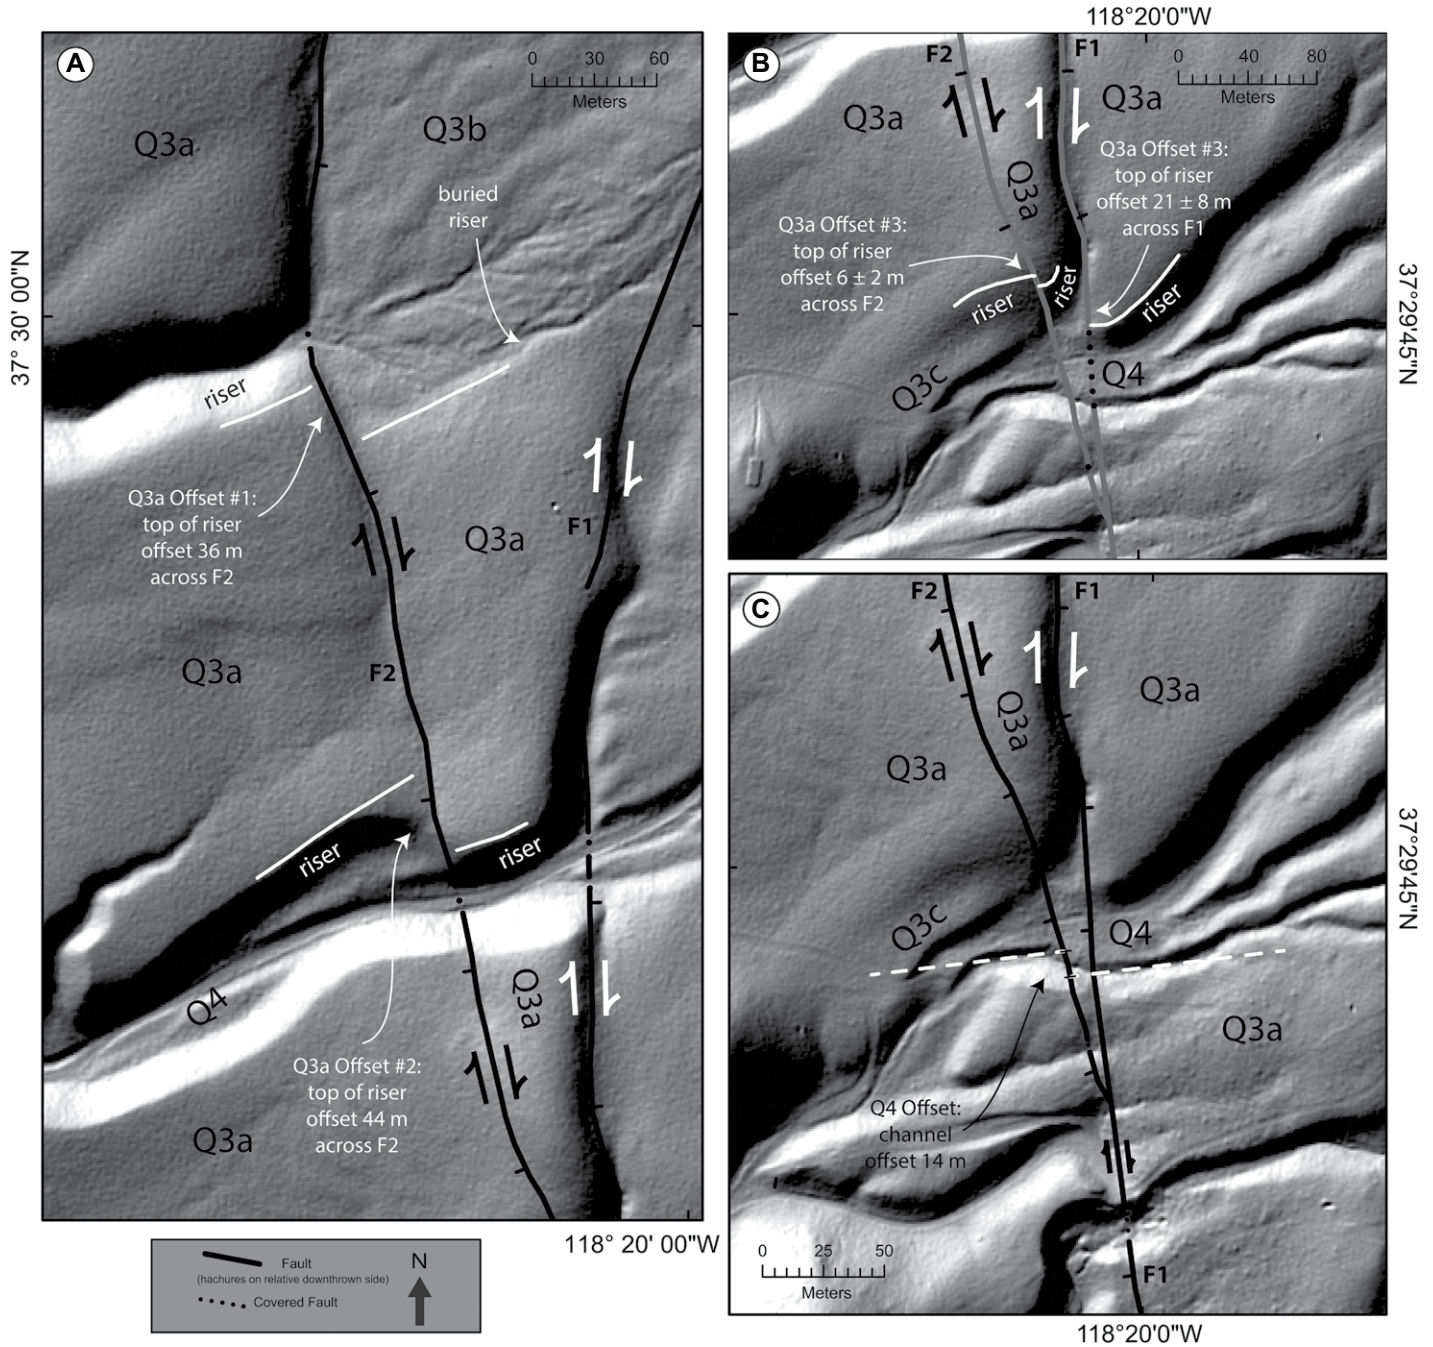 A
0 30 60
Meters
Q3a
Q3b
buried
riser
37° 30' 00"N
riser
Q3a Offset #1:
top of riser
offset 36 m
across F2
Q3a
F1
Q3a
F2
riser
riser
Q4
Q3a
Q3a Offset #2:
top of riser
offset 44 m
across F2
Q3a
118° 20' 00"W
Fault
(hachures on relative downthrown side)
Covered Fault
N
118°20'0"W
B
F2
F1
0 40 80
Meters
Q3a
Q3a
Q3a
Q3a Offset #3:
top of riser
offset 21 ± 8 m
across F1
Q3a Offset #3:
top of riser
offset 6 ± 2 m
across F2
riser
riser
riser
Q3c
Q4
37°29'45"N
C
F2
F1
Q3a
Q3a
Q3a
Q3c
Q4
Q3a
37°29'45"N
Q4 Offset:
channel
offset 14 m
0 25 50
Meters
F1
118°20'0"W